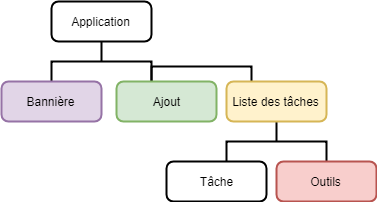 Application
Bannière
Ajout
Liste des tâches
Tâche
Outils